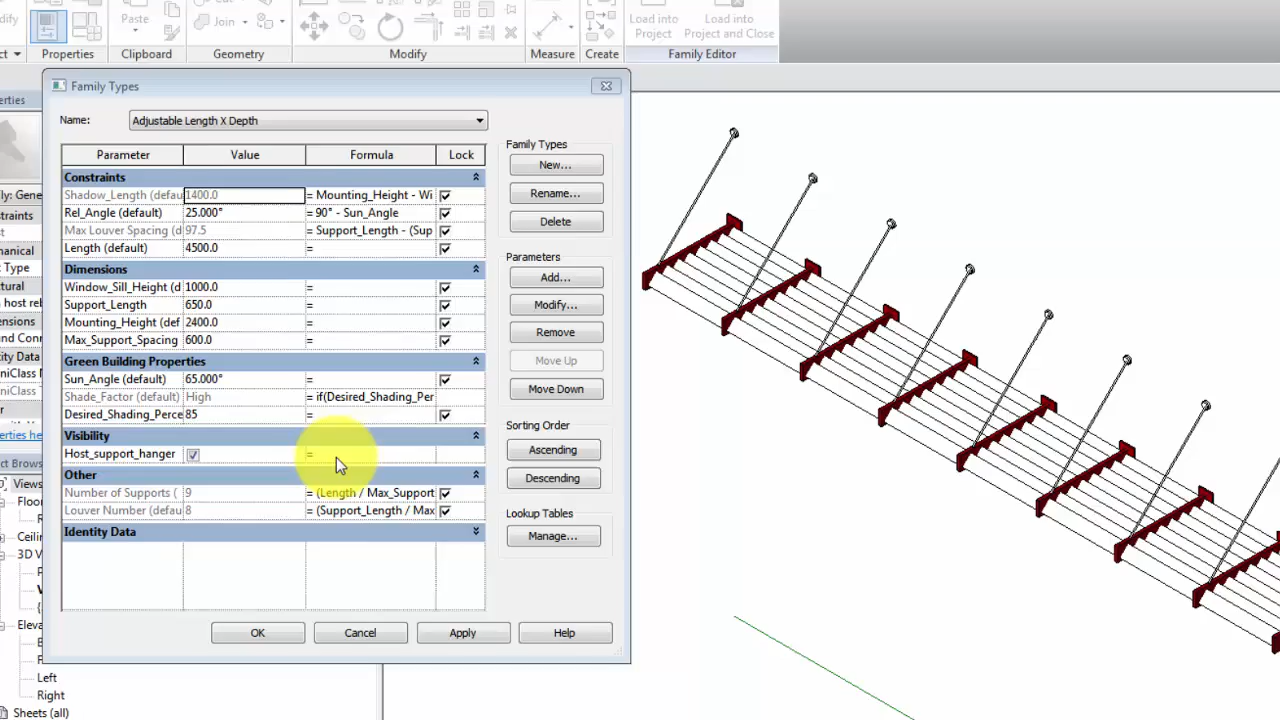 Paste
Join
Load into
Project
Load into
Project and Close
Properties
Clipboard
Geometry
Modify
Measure
Create
Family Editor
Family Types
Name:
Adjustable Length X Depth
Parameter Value Formula Lock
Constraints
Shadow_Length (defau 1400.0 = Mounting_Height - Wi
Rel_Angle (default) 25.000° = 90° - Sun_Angle
Max Louver Spacing (d 97.5 = Support_Length - (Sup
Length (default) 4500.0 =
Dimensions
Window_Sill_Height (d 1000.0 =
Support_Length 650.0 =
Mounting_Height (def 2400.0 =
Max_Support_Spacing 600.0 =
Green Building Properties
Sun_Angle (default) 65.000° =
Shade_Factor (default) High = if(Desired_Shading_Per
Desired_Shading_Perce 85 =
Visibility
Host_support_hanger =
Other
Number of Supports ( 9 = (Length / Max_Support
Louver Number (defau 8 = (Support_Length / Max
Identity Data
Family Types
New...
Rename...
Delete
Parameters
Add...
Modify...
Remove
Move Up
Move Down
Sorting Order
Ascending
Descending
Lookup Tables
Manage...
OK
Cancel
Apply
Help
Views
Floor
Ceilin
3D V
Eleva
Left
Right
Sheets (all)